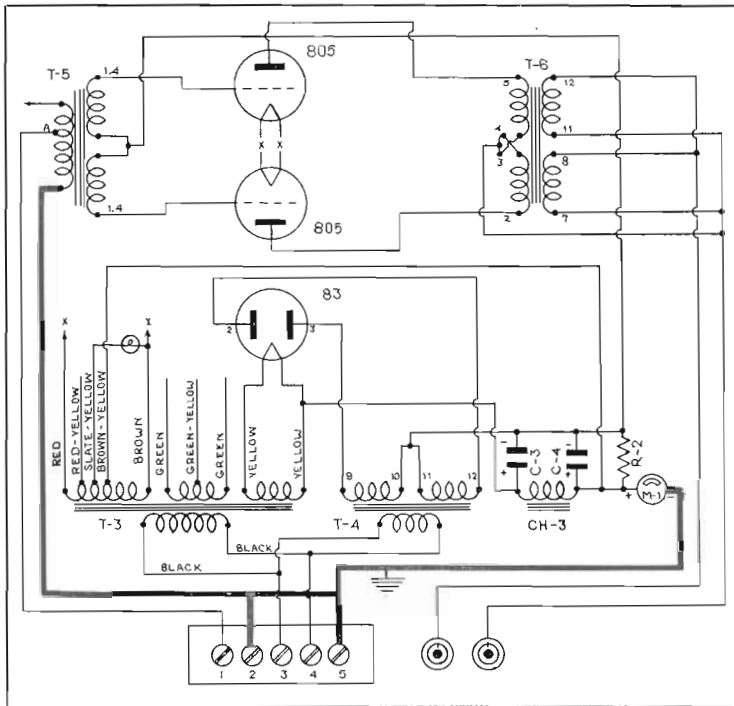 805
T-5
1.4
T-6
5
12
A
X X
4
11
3
8
1.4
2
7
805
83
2
3
X
X
RED
RED-YELLOW
SLATE-YELLOW
BROWN-YELLOW
BROWN
GREEN
GREEN-YELLOW
GREEN
YELLOW
YELLOW
9
10
11
12
- C-3 +
- C-4 +
R-2
+ M-1 -
T-3
T-4
CH-3
BLACK
BLACK
1 2 3 4 5